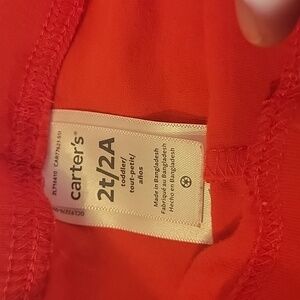 carter's®
2t/2A
toddler/
tout-petit/
años
Made in Bangladesh
Fabriqué au Bangladesh
Hecho en Bangladesh